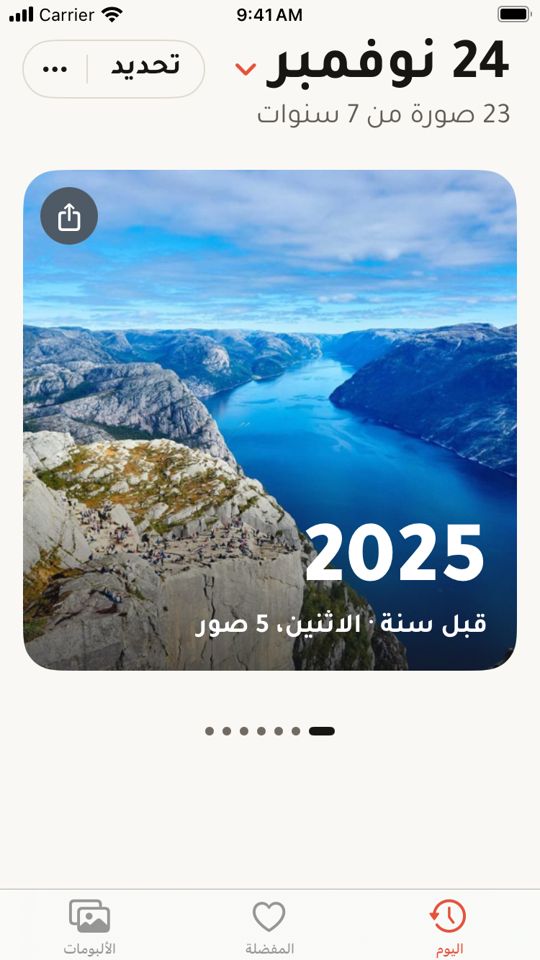 Carrier 9:41 AM
24 نوفمبر
تحديد
23 صورة من 7 سنوات
2025
قبل سنة · الاثنين، 5 صور
اليوم
المفضلة
الألبومات